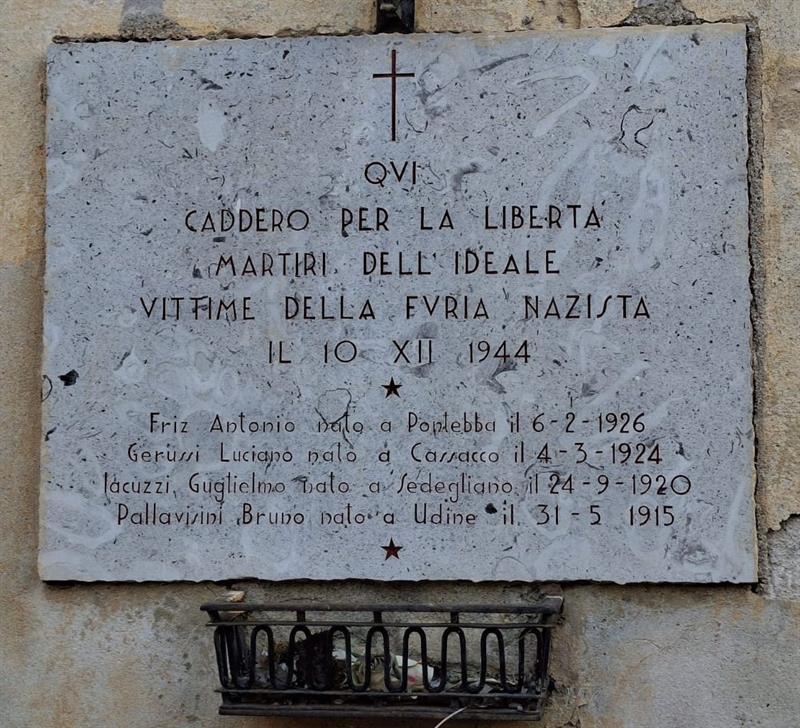 QVI
CADDERO PER LA LIBERTÀ
MARTIRI DELL'IDEALE
VITTIME DELLA FVRIA NAZISTA
IL 10 XII 1944
Friz Antonio nato a Pontebba il 6-2-1926
Gerussi Luciano nato a Cassacco il 4-3-1924
Iacuzzi Guglielmo nato a Sedegliano il 24-9-1920
Pallavisini Bruno nato a Udine il 31-5 1915